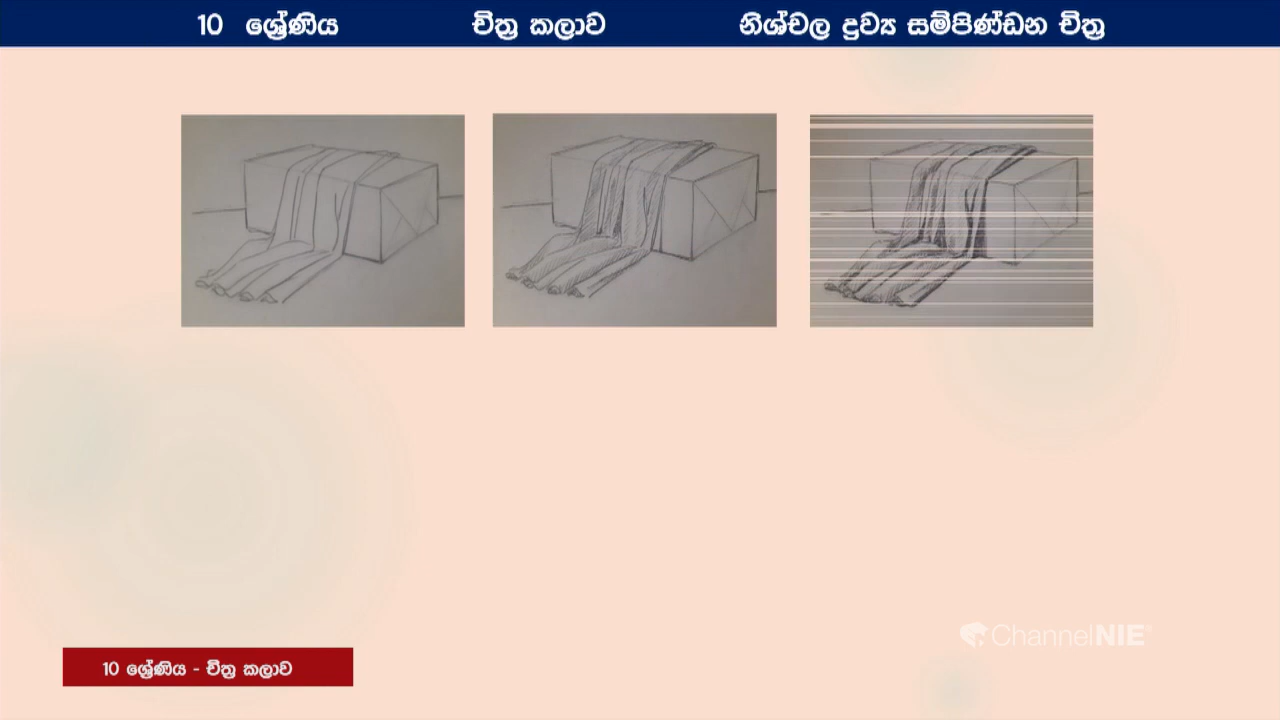 10 ශ්‍රේණිය චිත්‍ර කලාව නිශ්චල ද්‍රව්‍ය සම්පිණ්ඩන චිත්‍ර
ChannelNIE
10 ශ්‍රේණිය - චිත්‍ර කලාව